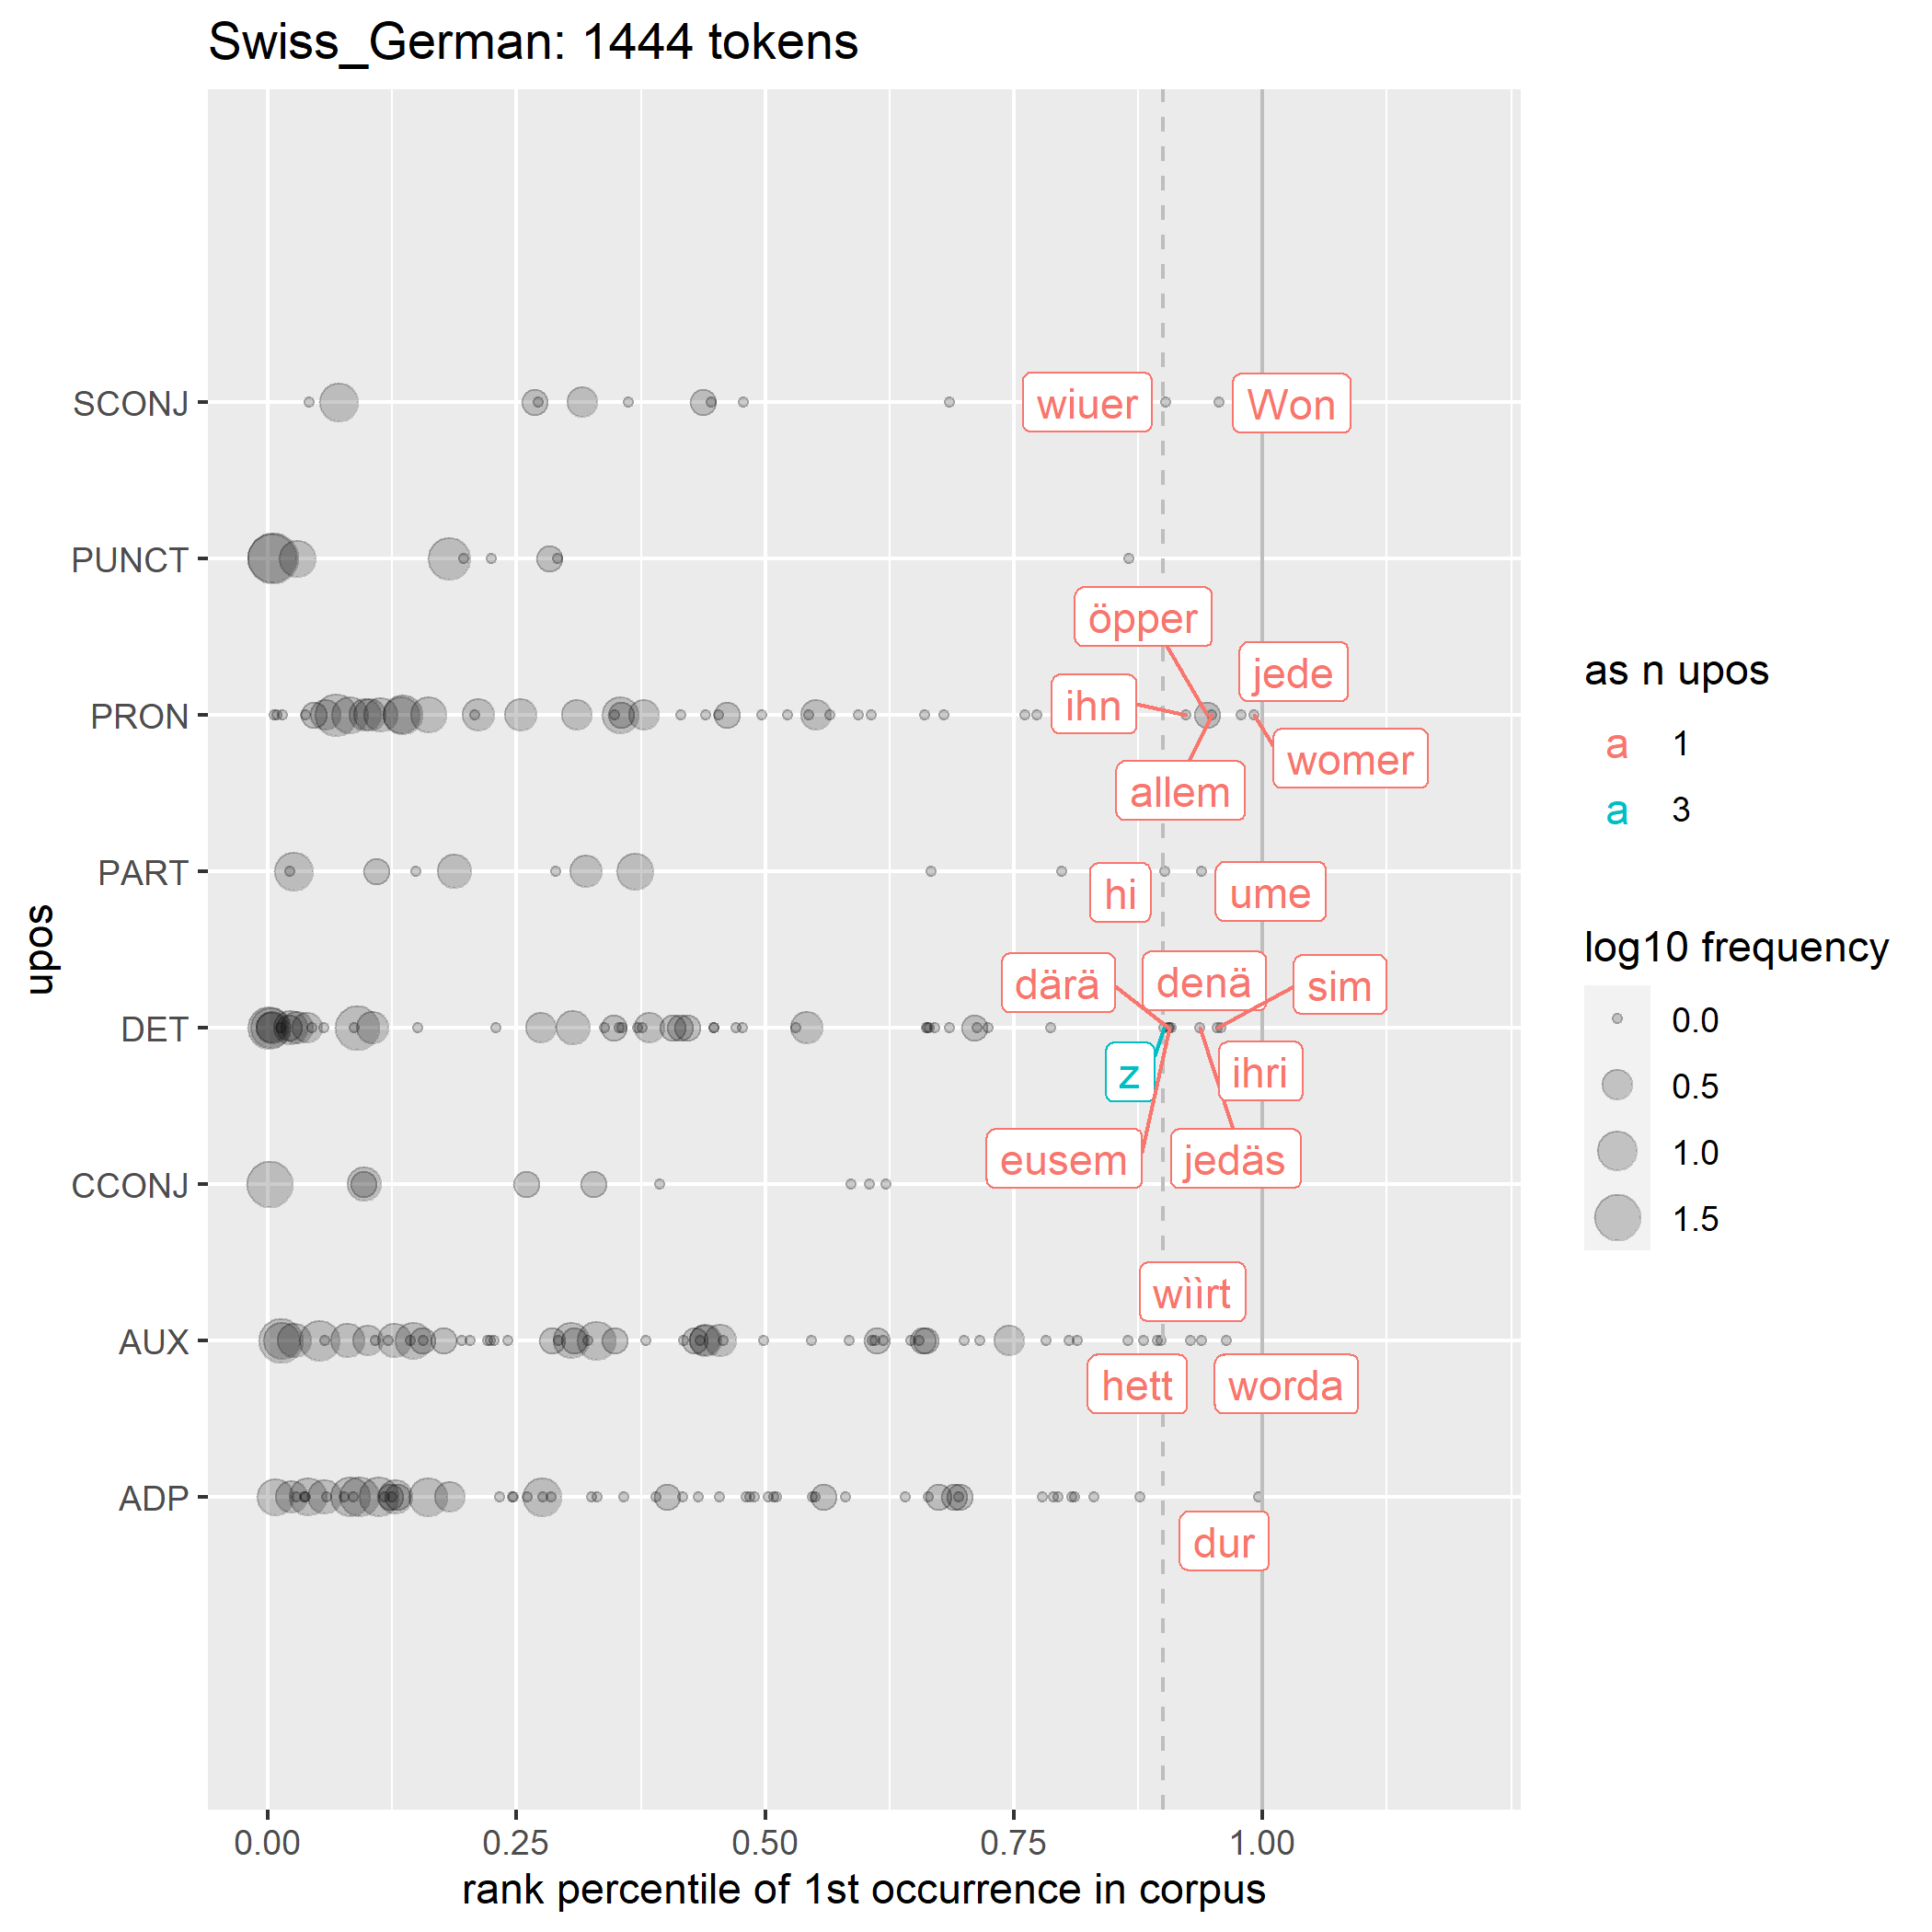 Swiss_German: 1444 tokens
upos
SCONJ
wiuer
Won
PUNCT
öpper
jede
PRON
ihn
womer
allem
PART
hi
ume
därä
denä
sim
DET
z
ihri
eusem
jedäs
CCONJ
wììrt
AUX
hett
worda
ADP
dur
0.00 0.25 0.50 0.75 1.00
rank percentile of 1st occurrence in corpus
as n upos
a 1
a 3
log10 frequency
0.0
0.5
1.0
1.5